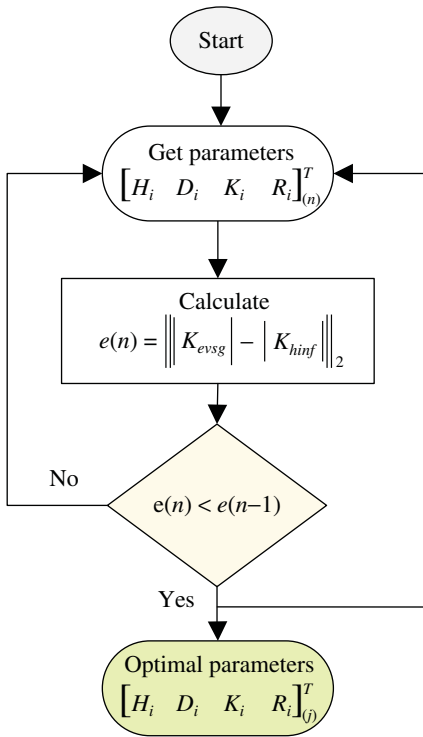 Start
Get parameters
[H_i D_i K_i R_i]^T_(n)
Calculate
e(n) = ‖|K_evsg| − |K_hinf|‖_2
No
e(n) < e(n−1)
Yes
Optimal parameters
[H_i D_i K_i R_i]^T_(j)